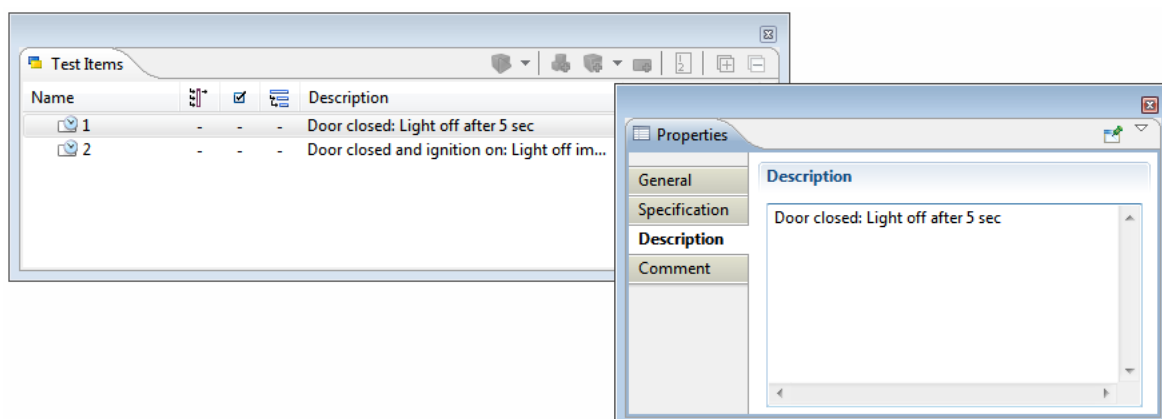 Test Items
Name Description
1 - - - Door closed: Light off after 5 sec
2 - - - Door closed and ignition on: Light off im...
Properties
General
Specification
Description
Comment
Description
Door closed: Light off after 5 sec